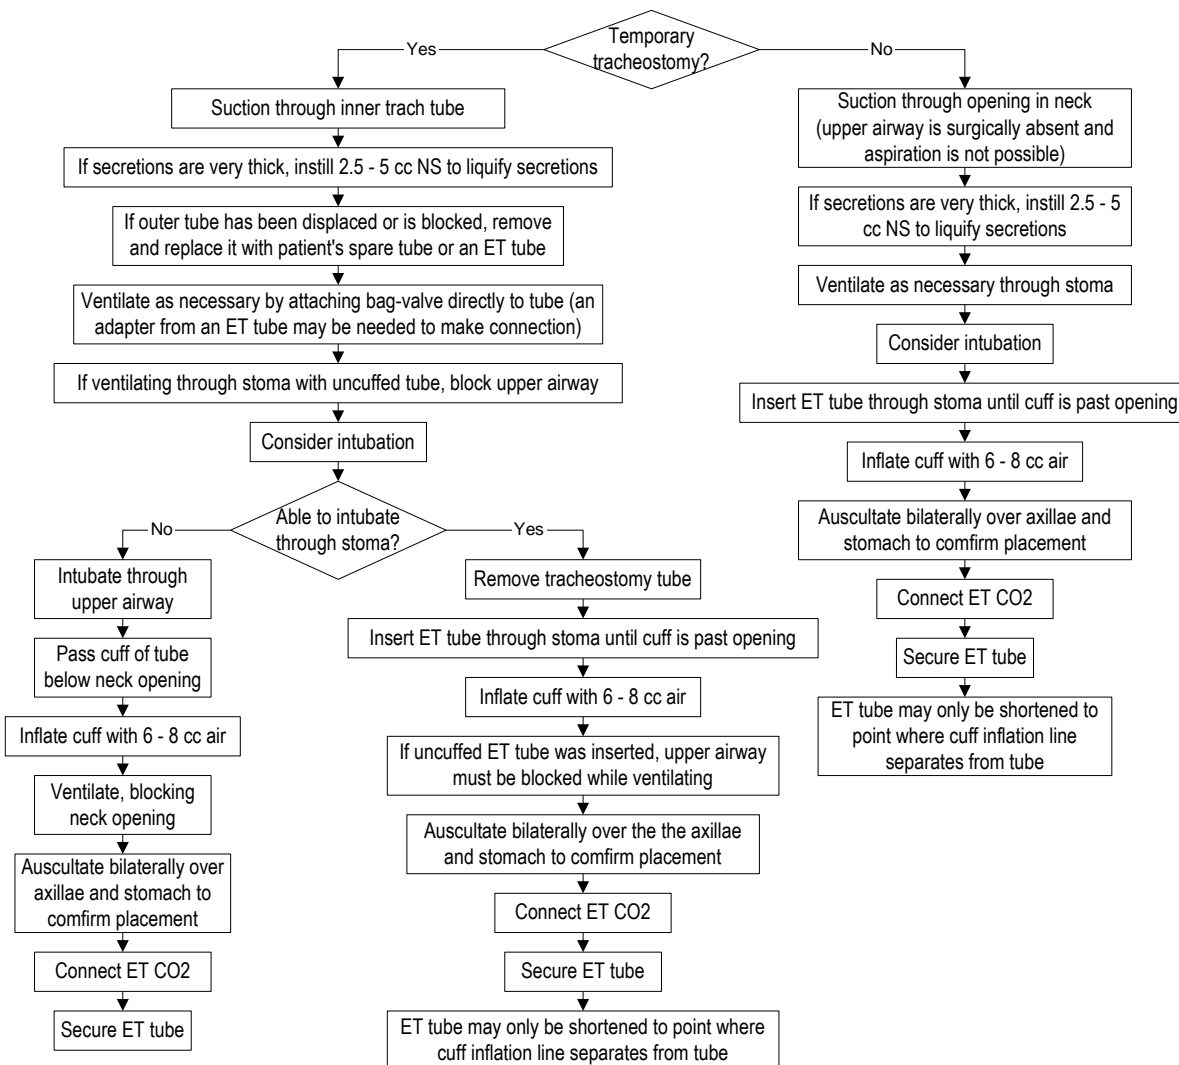 Temporary
tracheostomy?
Yes
No
Suction through inner trach tube
If secretions are very thick, instill 2.5 - 5 cc NS to liquify secretions
If outer tube has been displaced or is blocked, remove
and replace it with patient's spare tube or an ET tube
Ventilate as necessary by attaching bag-valve directly to tube (an
adapter from an ET tube may be needed to make connection)
If ventilating through stoma with uncuffed tube, block upper airway
Consider intubation
Able to intubate
through stoma?
No
Yes
Intubate through
upper airway
Pass cuff of tube
below neck opening
Inflate cuff with 6 - 8 cc air
Ventilate, blocking
neck opening
Auscultate bilaterally over
axillae and stomach to
comfirm placement
Connect ET CO2
Secure ET tube
Remove tracheostomy tube
Insert ET tube through stoma until cuff is past opening
Inflate cuff with 6 - 8 cc air
If uncuffed ET tube was inserted, upper airway
must be blocked while ventilating
Auscultate bilaterally over the the axillae
and stomach to comfirm placement
Connect ET CO2
Secure ET tube
ET tube may only be shortened to point where
cuff inflation line separates from tube
Suction through opening in neck
(upper airway is surgically absent and
aspiration is not possible)
If secretions are very thick, instill 2.5 - 5
cc NS to liquify secretions
Ventilate as necessary through stoma
Consider intubation
Insert ET tube through stoma until cuff is past opening
Inflate cuff with 6 - 8 cc air
Auscultate bilaterally over axillae and
stomach to comfirm placement
Connect ET CO2
Secure ET tube
ET tube may only be shortened to
point where cuff inflation line
separates from tube